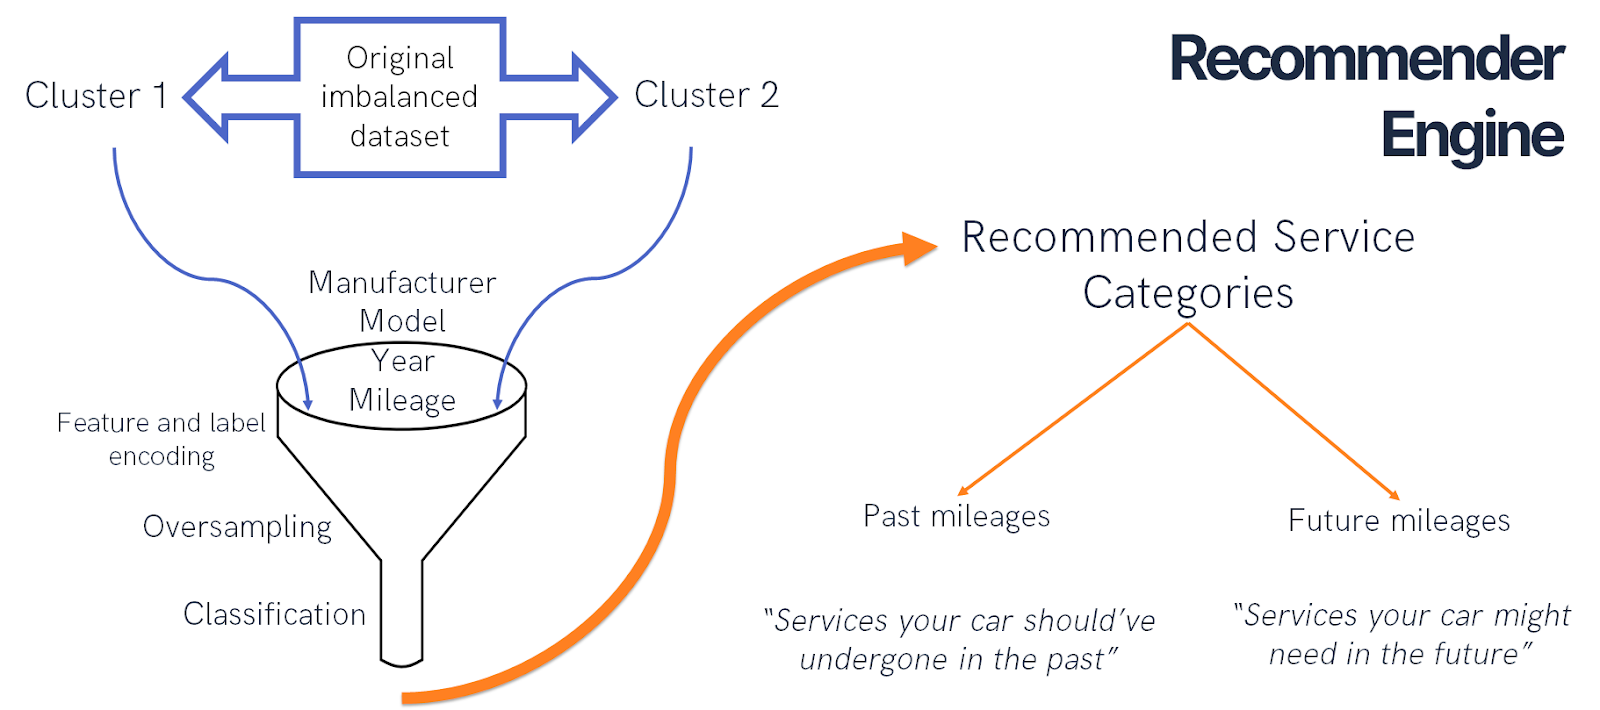 Recommender
Engine
Cluster 1
Original
imbalanced
dataset
Cluster 2
Manufacturer
Model
Year
Mileage
Feature and label
encoding
Oversampling
Classification
Recommended Service
Categories
Past mileages
Future mileages
“Services your car should’ve
undergone in the past”
“Services your car might
need in the future”